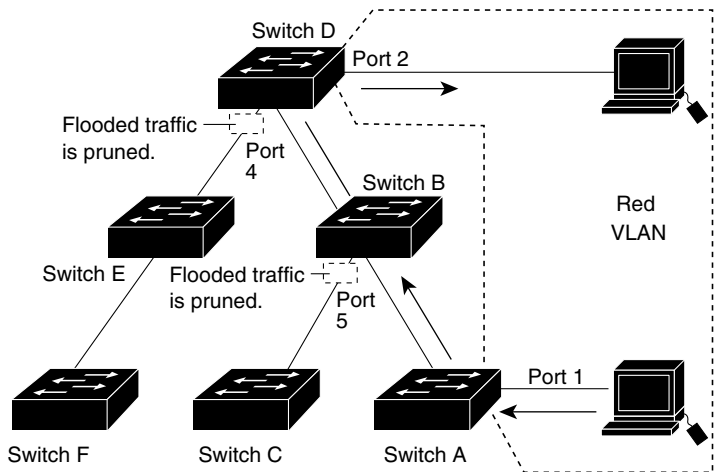 Switch D
Port 2
Flooded traffic
is pruned.
Port
4
Switch B
Red
VLAN
Switch E
Flooded traffic
is pruned.
Port
5
Port 1
Switch F
Switch C
Switch A